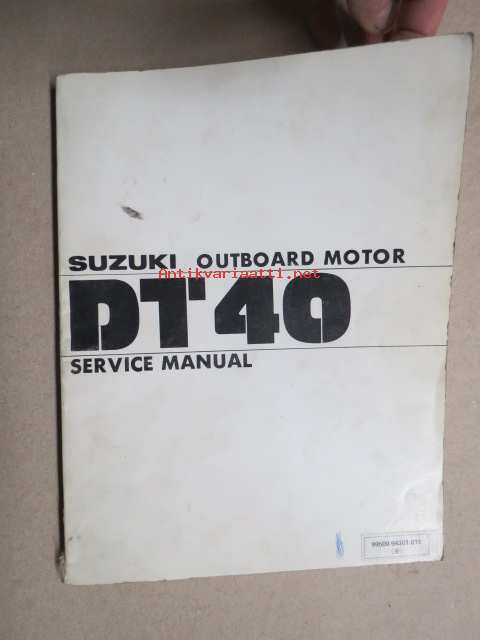 SUZUKI OUTBOARD MOTOR
Antikvariaatti.net
DT40
SERVICE MANUAL